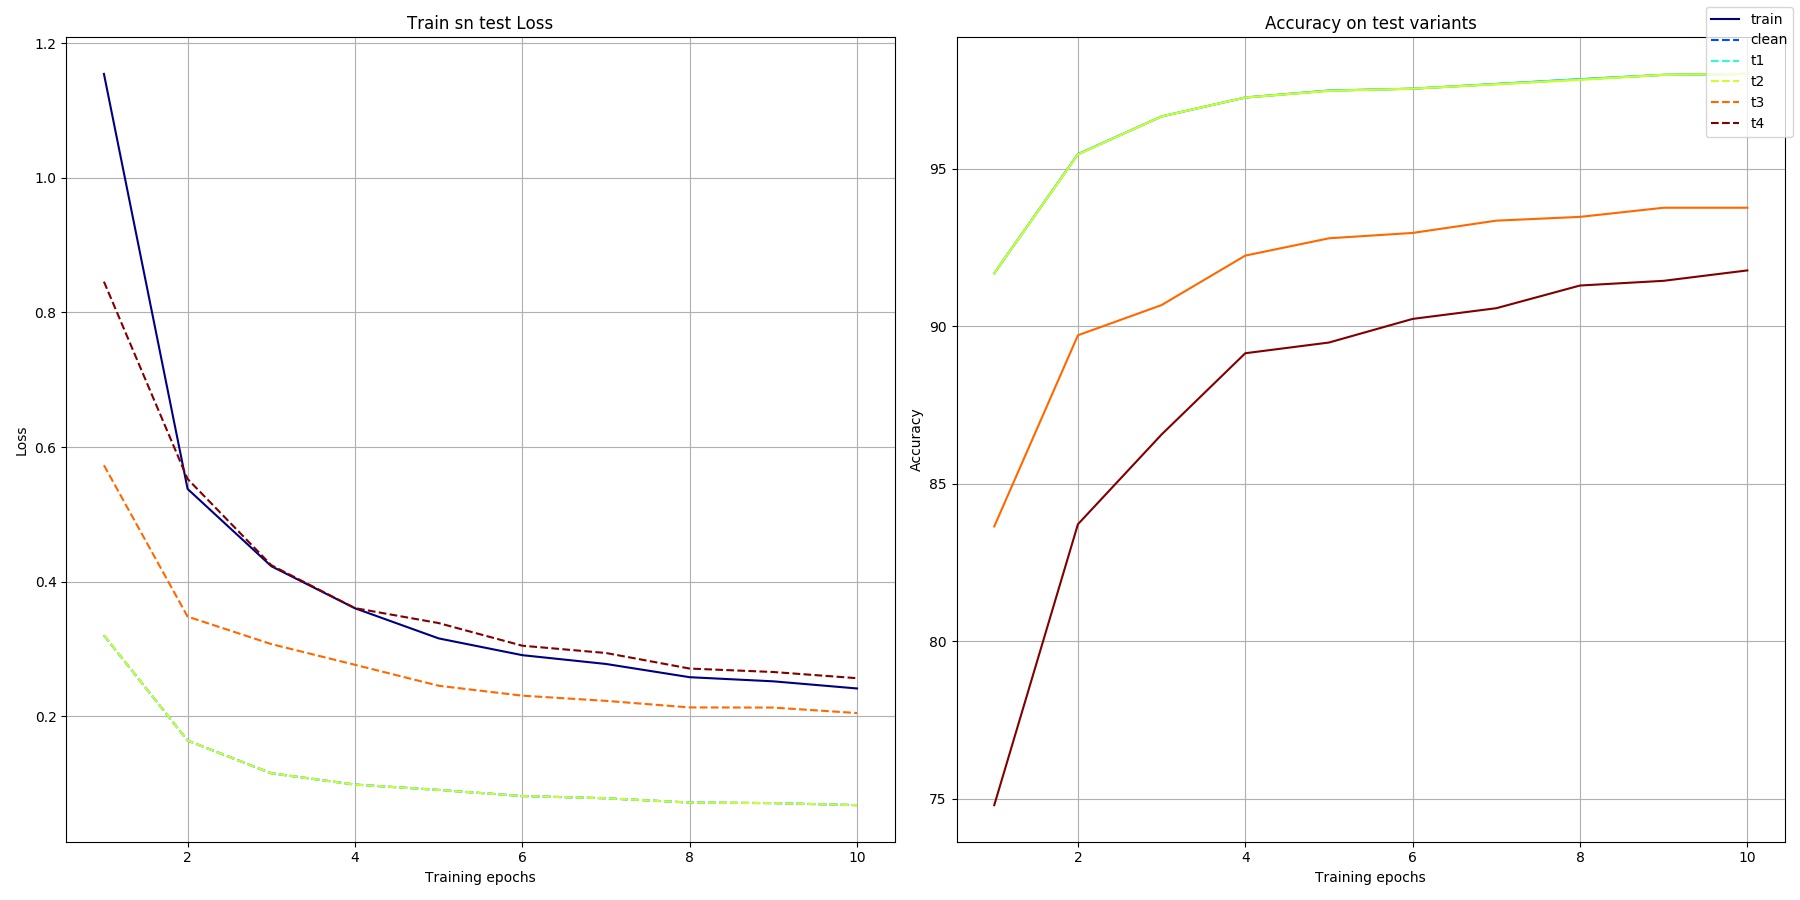 Train sn test Loss
1.2
1.0
0.8
0.6
0.4
0.2
Loss
2
4
6
8
10
Training epochs
Accuracy on test variants
95
90
85
80
75
Accuracy
2
4
6
8
10
Training epochs
train
clean
t1
t2
t3
t4